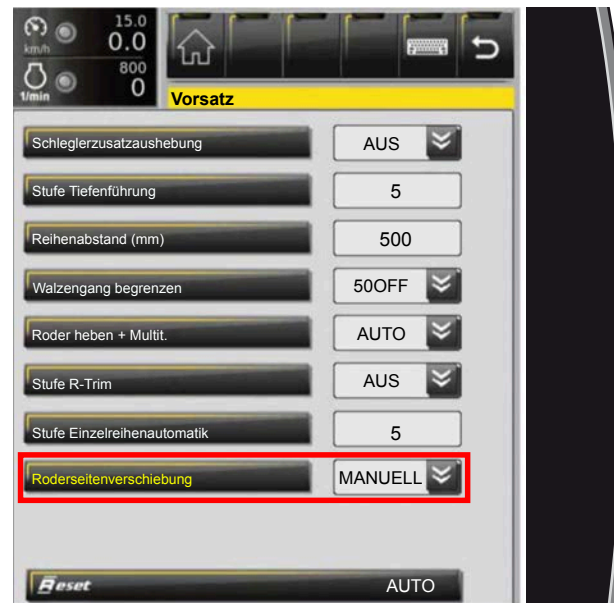 15.0
km/h 0.0
800
1/min 0
Vorsatz
Schleglerzusatzaushebung AUS
Stufe Tiefenführung 5
Reihenabstand (mm) 500
Walzengang begrenzen 50OFF
Roder heben + Multit. AUTO
Stufe R-Trim AUS
Stufe Einzelreihenautomatik 5
Roderseitenverschiebung MANUELL
Reset AUTO